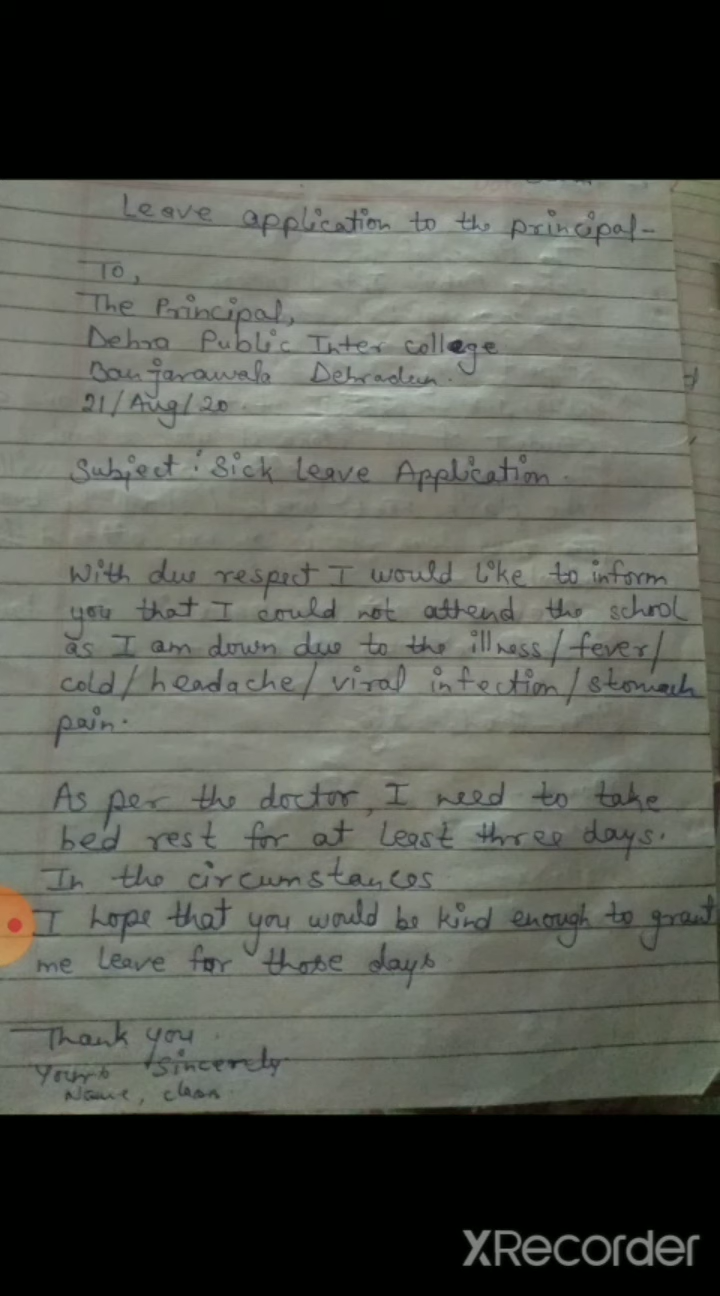 Leave application to the principal-
To,
The Principal,
Dehra Public Inter college
Banjarawala Dehradun.
21/Aug/20.
Subject : Sick Leave Application.
With due respect I would like to inform
you that I could not attend the school
as I am down due to the illness/fever/
cold/headache/viral infection/stomach
pain.
As per the doctor, I need to take
bed rest for at least three days.
In the circumstances
I hope that you would be kind enough to grant
me leave for those days
Thank you.
Yours Sincerely
Name, class.
XRecorder